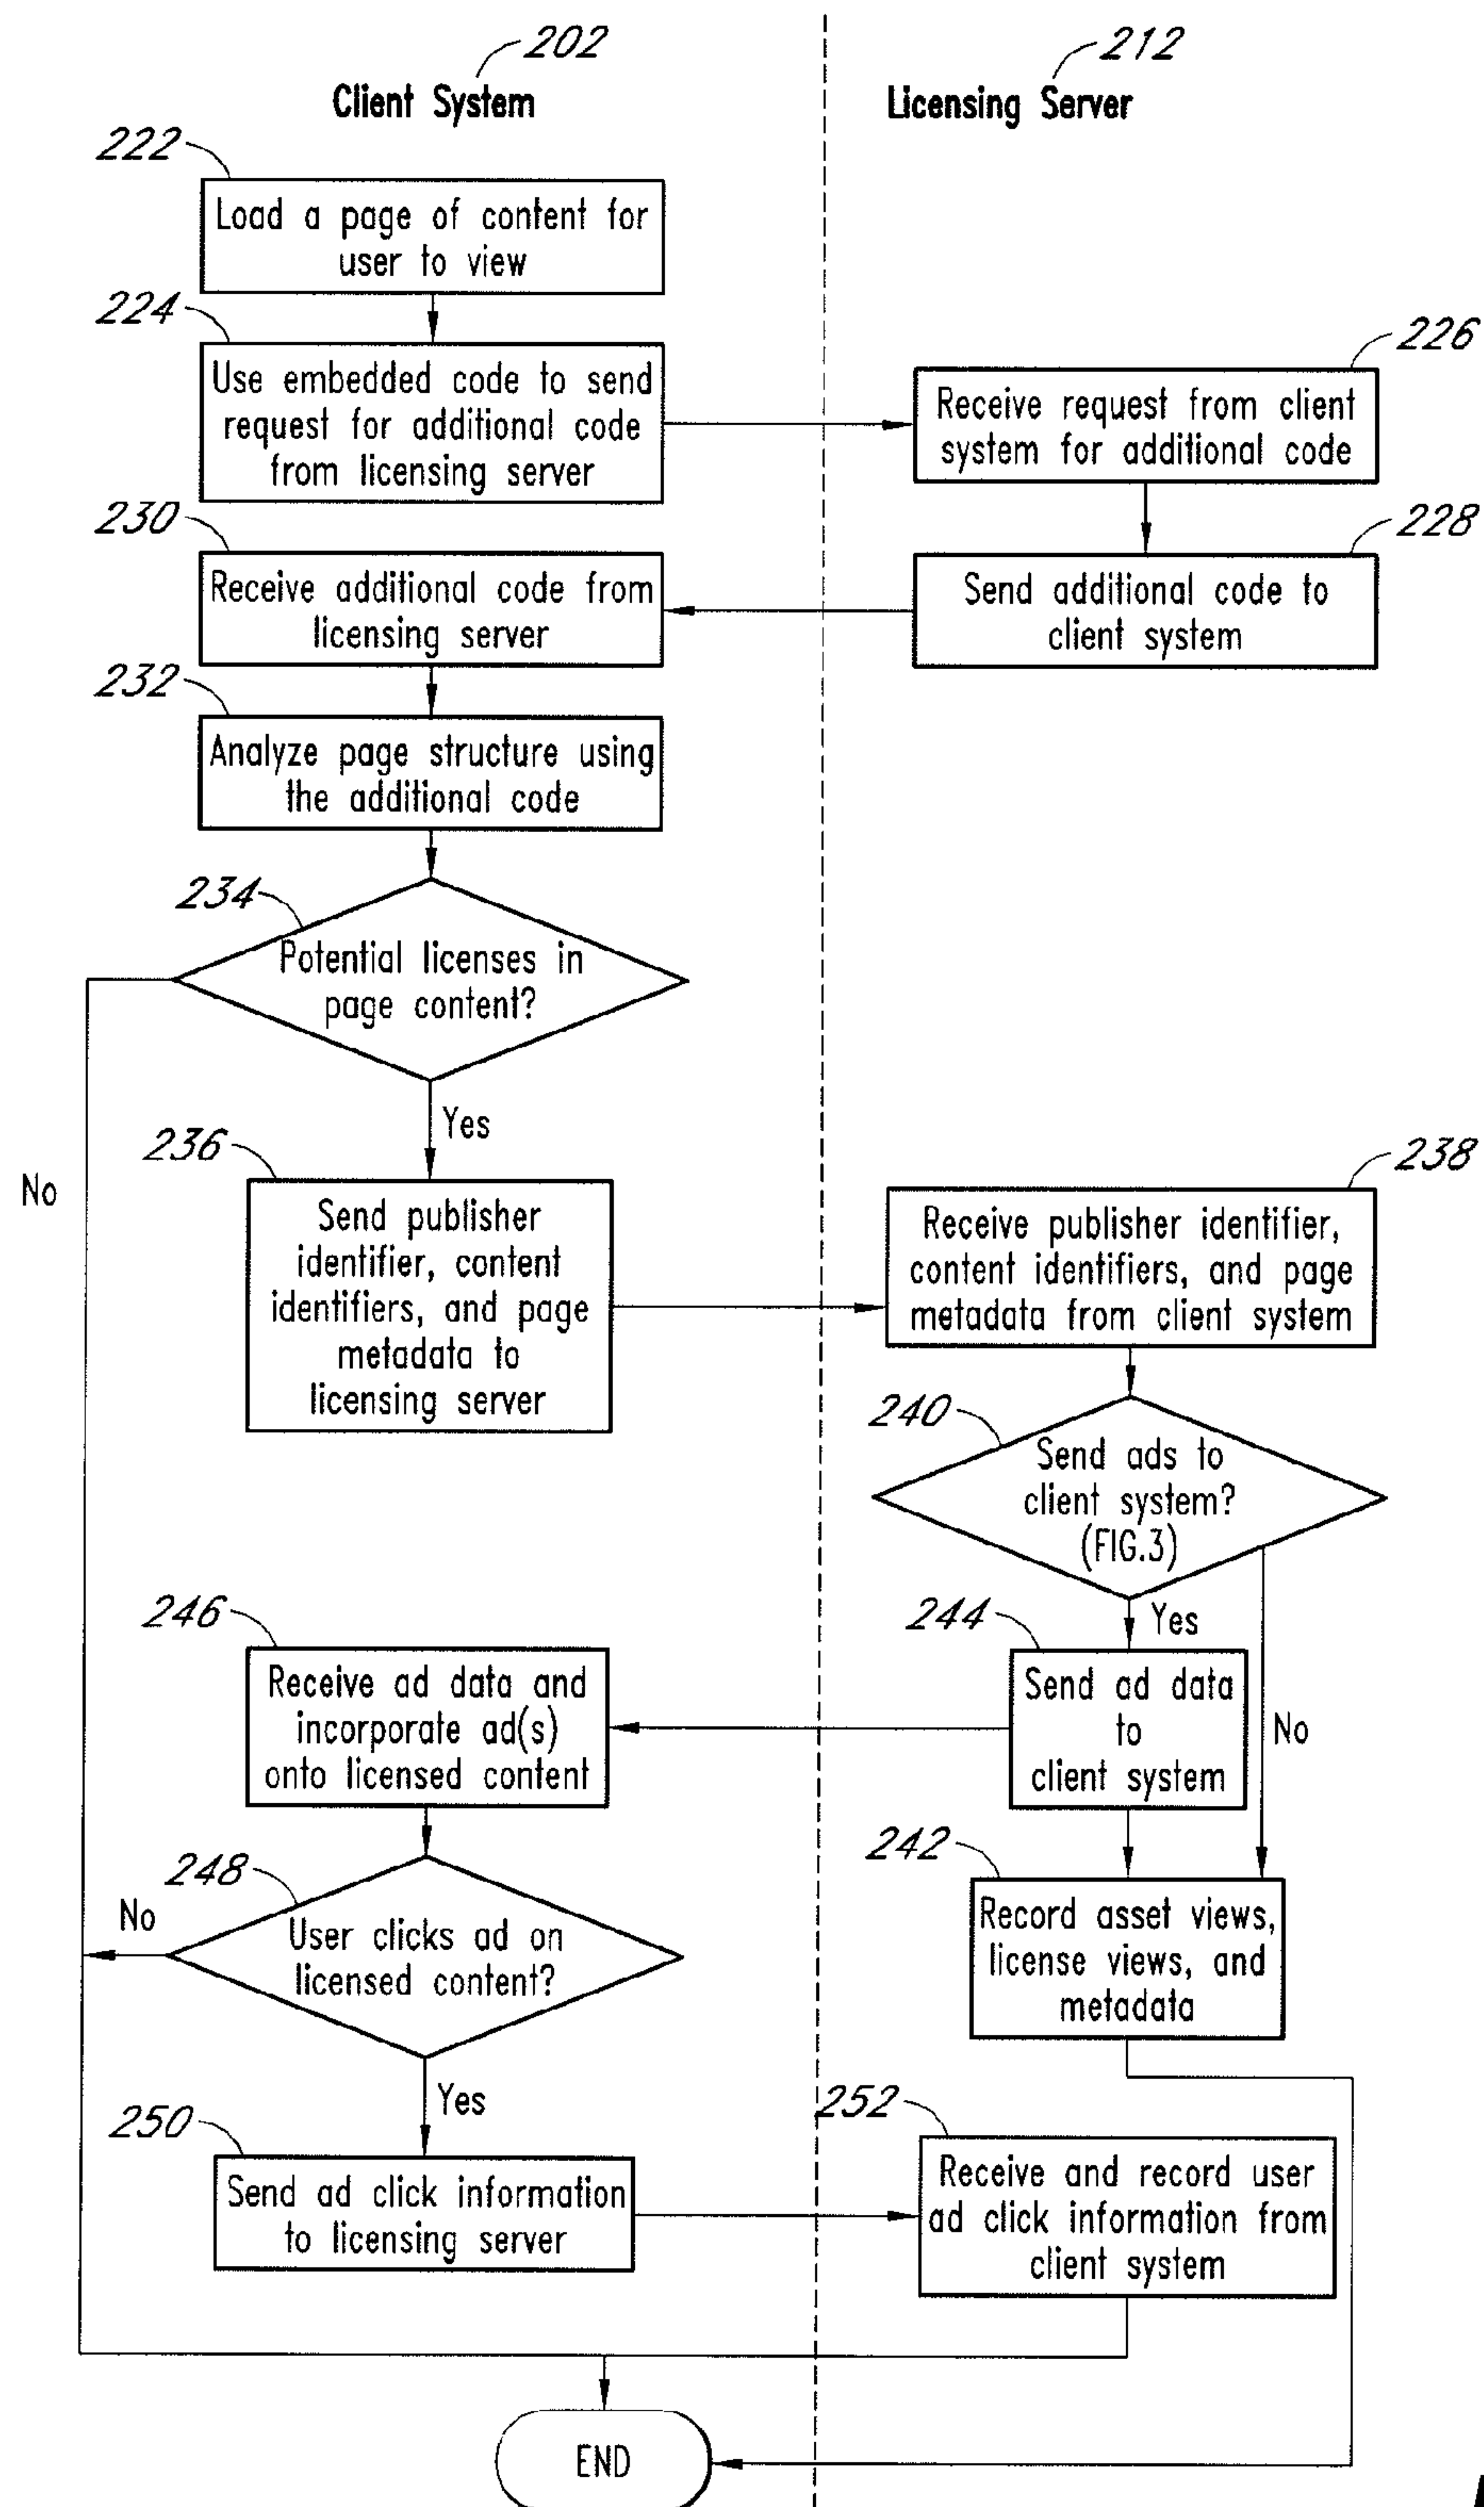 202
Client System
212
Licensing Server
222
Load a page of content for
user to view
224
Use embedded code to send
request for additional code
from licensing server
226
Receive request from client
system for additional code
228
Send additional code to
client system
230
Receive additional code from
licensing server
232
Analyze page structure using
the additional code
234
Potential licenses in
page content?
No
Yes
236
Send publisher
identifier, content
identifiers, and page
metadata to
licensing server
238
Receive publisher identifier,
content identifiers, and page
metadata from client system
240
Send ads to
client system?
(FIG.3)
Yes
No
244
Send ad data
to
client system
246
Receive ad data and
incorporate ad(s)
onto licensed content
242
Record asset views,
license views, and
metadata
248
User clicks ad on
licensed content?
No
Yes
250
Send ad click information
to licensing server
252
Receive and record user
ad click information from
client system
END